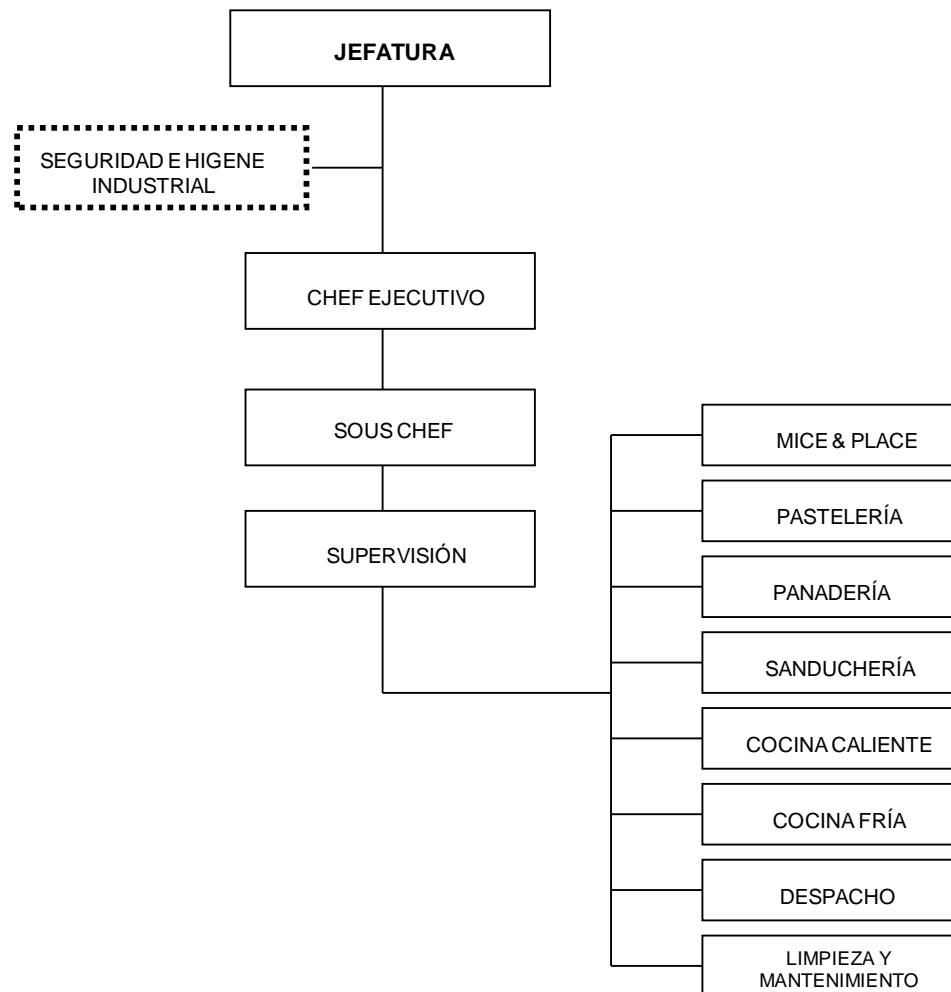 JEFATURA
SEGURIDAD E HIGENE
INDUSTRIAL
CHEF EJECUTIVO
SOUS CHEF
SUPERVISIÓN
MICE & PLACE
PASTELERÍA
PANADERÍA
SANDUCHERÍA
COCINA CALIENTE
COCINA FRÍA
DESPACHO
LIMPIEZA Y
MANTENIMIENTO